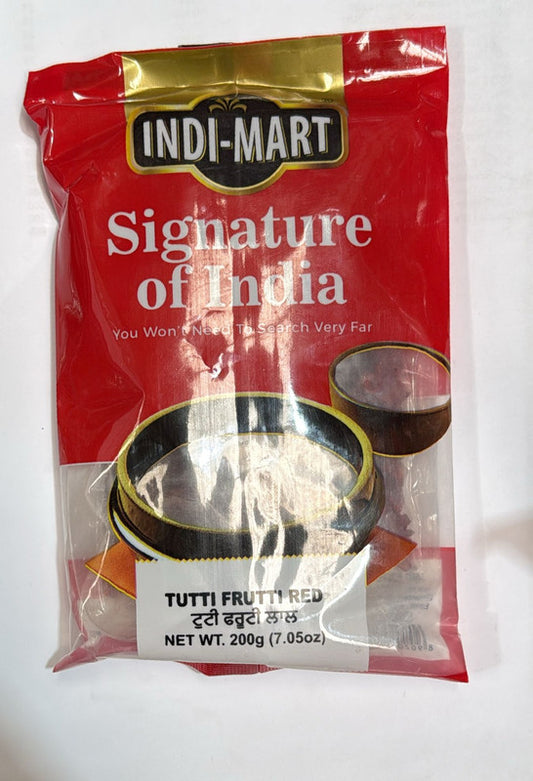 INDI-MART
Signature
of India
You Won't Need To Search Very Far
TUTTI FRUTTI RED
ਟੁਟੀ ਫਰੂਟੀ ਲਾਲ
NET WT. 200g (7.05oz)